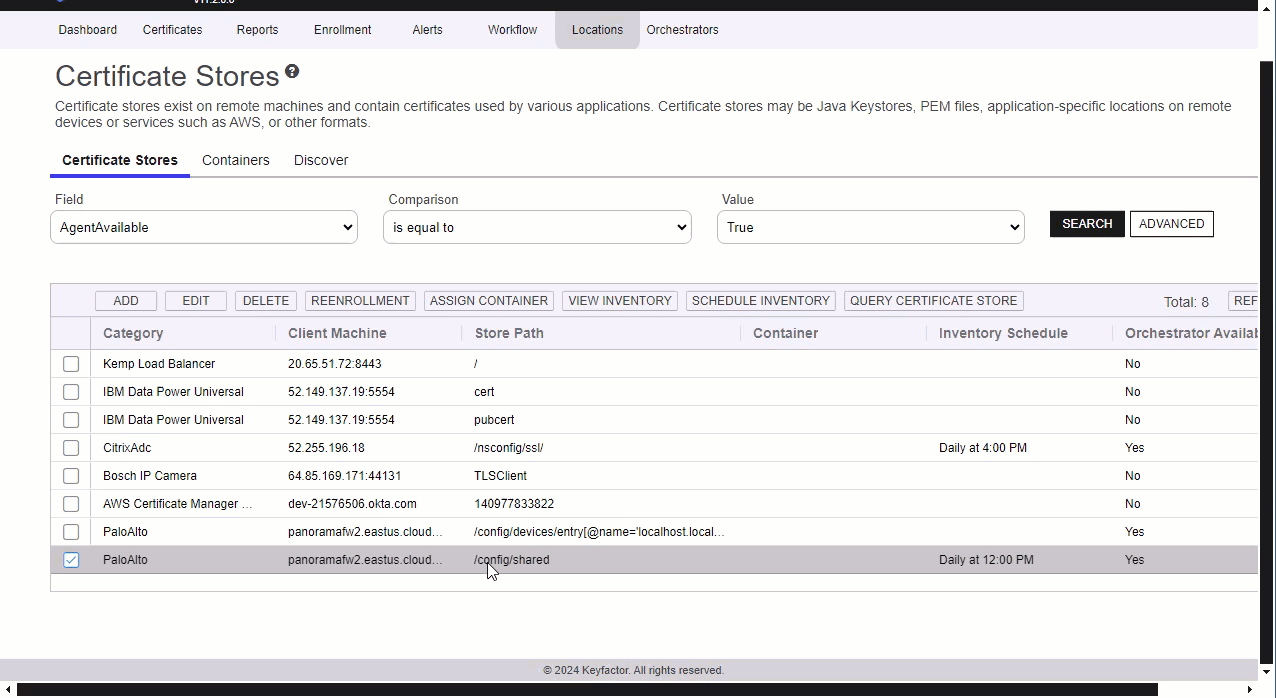 Dashboard Certificates Reports Enrollment Alerts Workflow Locations Orchestrators
Certificate Stores ?
Certificate stores exist on remote machines and contain certificates used by various applications. Certificate stores may be Java Keystores, PEM files, application-specific locations on remote
devices or services such as AWS, or other formats.
Certificate Stores Containers Discover
Field Comparison Value
AgentAvailable is equal to True SEARCH ADVANCED
ADD EDIT DELETE REENROLLMENT ASSIGN CONTAINER VIEW INVENTORY SCHEDULE INVENTORY QUERY CERTIFICATE STORE Total: 8 REF
Category Client Machine Store Path Container Inventory Schedule Orchestrator Availab
Kemp Load Balancer 20.65.51.72:8443 / No
IBM Data Power Universal 52.149.137.19:5554 cert No
IBM Data Power Universal 52.149.137.19:5554 pubcert No
CitrixAdc 52.255.196.18 /nsconfig/ssl/ Daily at 4:00 PM Yes
Bosch IP Camera 64.85.169.171:44131 TLSClient No
AWS Certificate Manager ... dev-21576506.okta.com 140977833822 No
PaloAlto panoramafw2.eastus.cloud... /config/devices/entry[@name='localhost.local... Yes
PaloAlto panoramafw2.eastus.cloud... /config/shared Daily at 12:00 PM Yes
© 2024 Keyfactor. All rights reserved.